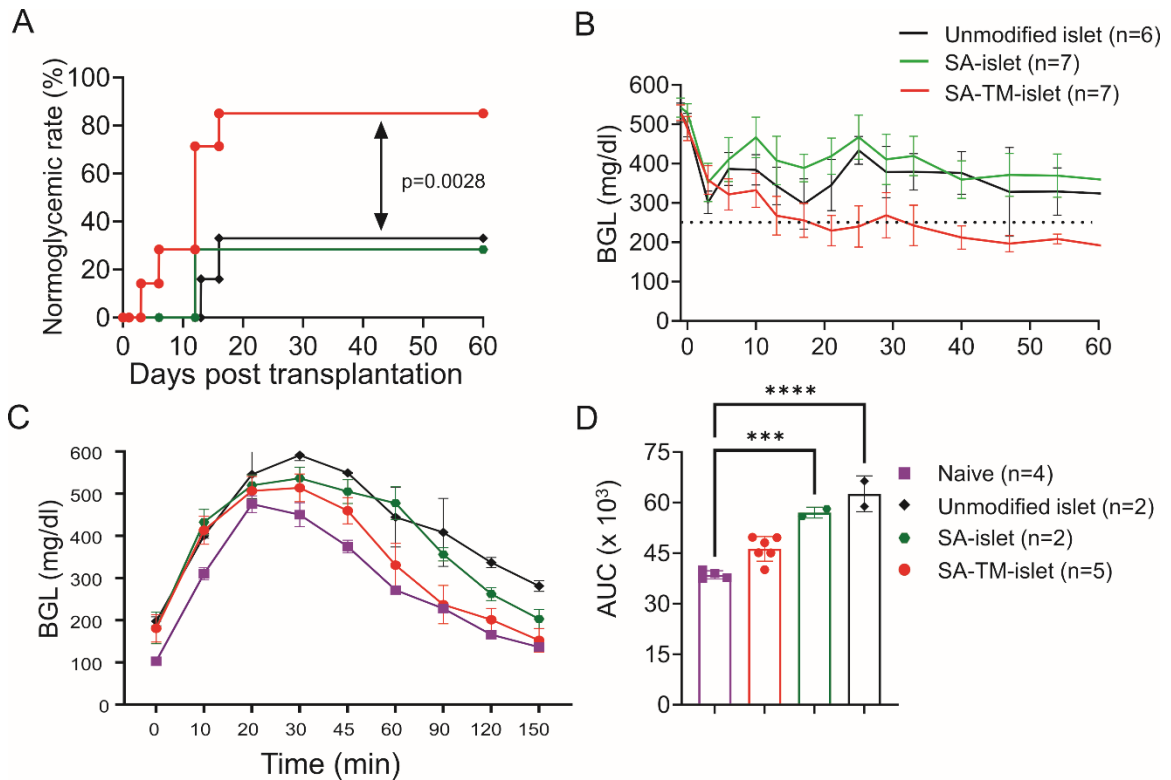 A
Normoglycemic rate (%)
100
80
60
40
20
0
p=0.0028
0 10 20 30 40 50 60
Days post transplantation
B
Unmodified islet (n=6)
SA-islet (n=7)
SA-TM-islet (n=7)
BGL (mg/dl)
600
500
400
300
200
100
0
0 10 20 30 40 50 60
C
BGL (mg/dl)
600
500
400
300
200
100
0
0 10 20 30 45 60 90 120 150
Time (min)
D
****
***
AUC (x 10³)
75
60
45
30
15
0
Naive (n=4)
Unmodified islet (n=2)
SA-islet (n=2)
SA-TM-islet (n=5)